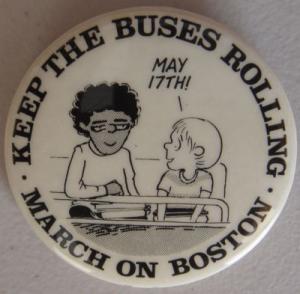 · KEEP THE BUSES ROLLING ·
MAY
17TH!
MARCH ON BOSTON